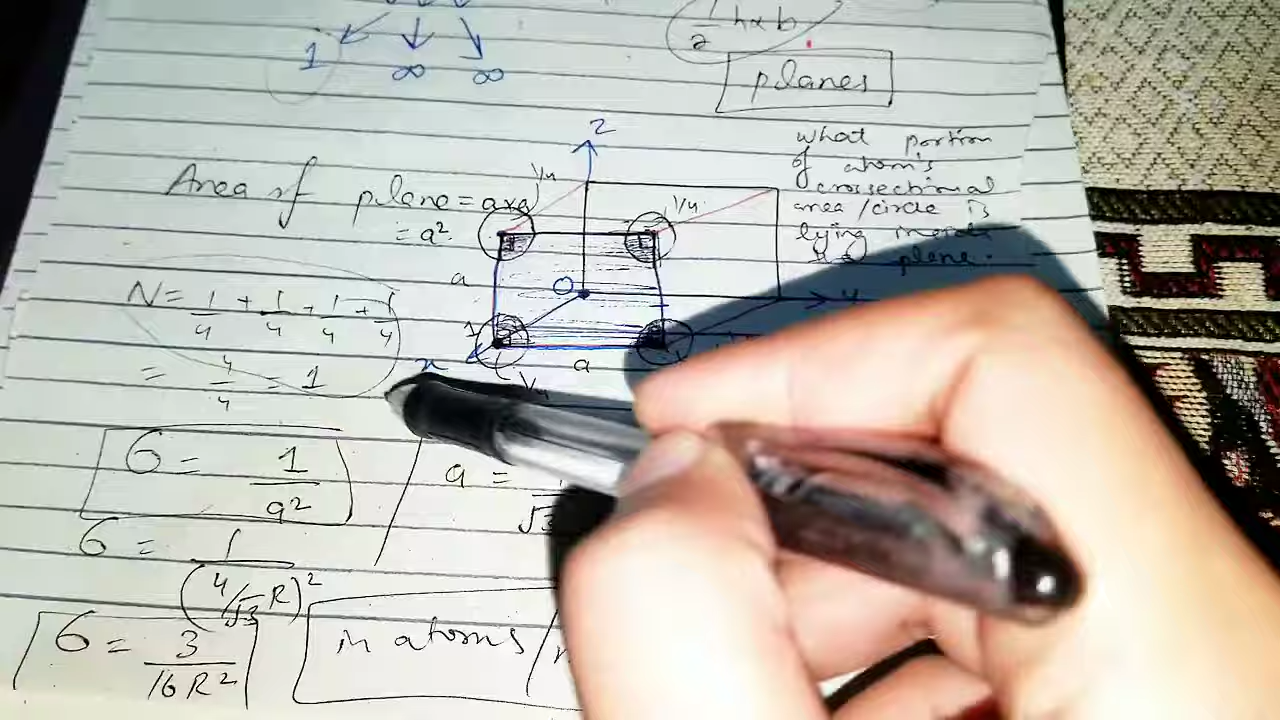 1 ∞ ∞
1/2 h×b
planes
z
what portion
of atom's
crossectional
area/circle is
lying inside
plane.
Area of plane = a×a
= a²
1/4
1/4
a
O
y
N = 1/4 + 1/4 + 1/4 + 1/4
= 4/4 = 1
x
a
1/4
σ = 1/a²
a =
√3
σ = 1/(4/√3 R)²
σ = 3/16R²
in atoms/